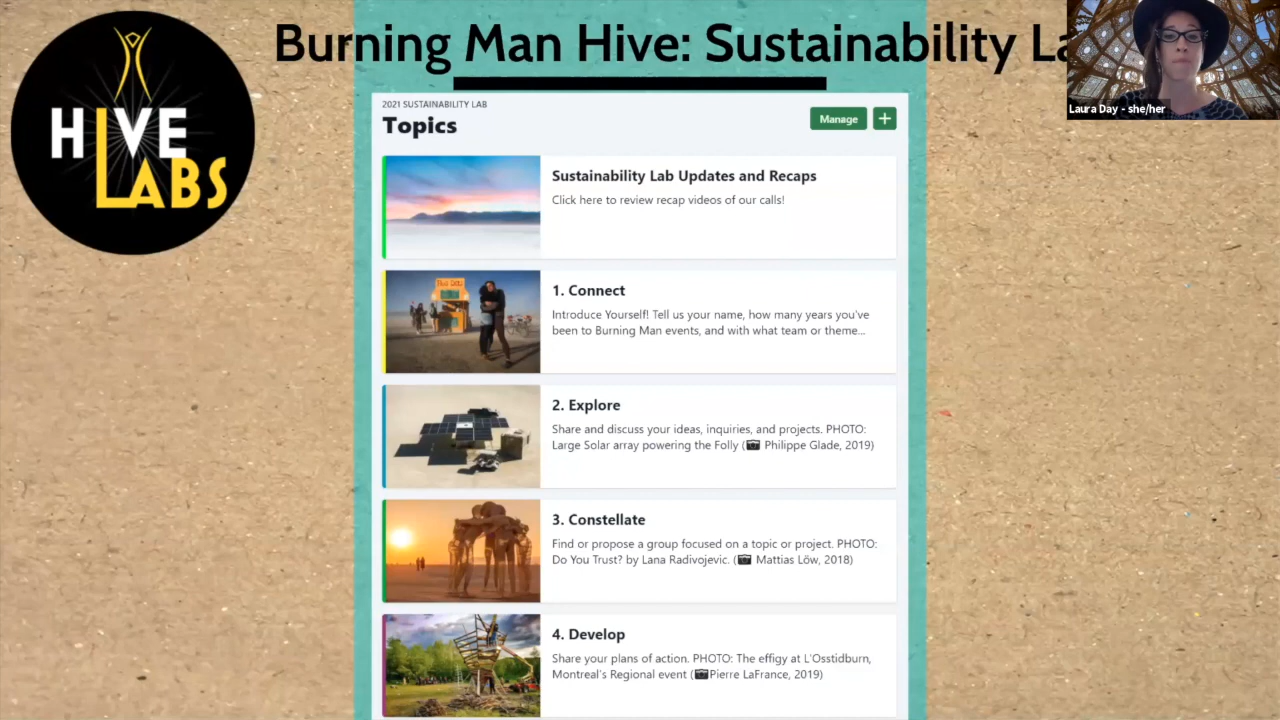 HIVE
LABS
Burning Man Hive: Sustainability La
Laura Day - she/her
2021 SUSTAINABILITY LAB
Topics
Manage
+
Sustainability Lab Updates and Recaps
Click here to review recap videos of our calls!
1. Connect
Introduce Yourself! Tell us your name, how many years you've
been to Burning Man events, and with what team or theme...
2. Explore
Share and discuss your ideas, inquiries, and projects. PHOTO:
Large Solar array powering the Folly (📷 Philippe Glade, 2019)
3. Constellate
Find or propose a group focused on a topic or project. PHOTO:
Do You Trust? by Lana Radivojevic. (📷 Mattias Löw, 2018)
4. Develop
Share your plans of action. PHOTO: The effigy at L'Osstidburn,
Montreal's Regional event (📷Pierre LaFrance, 2019)